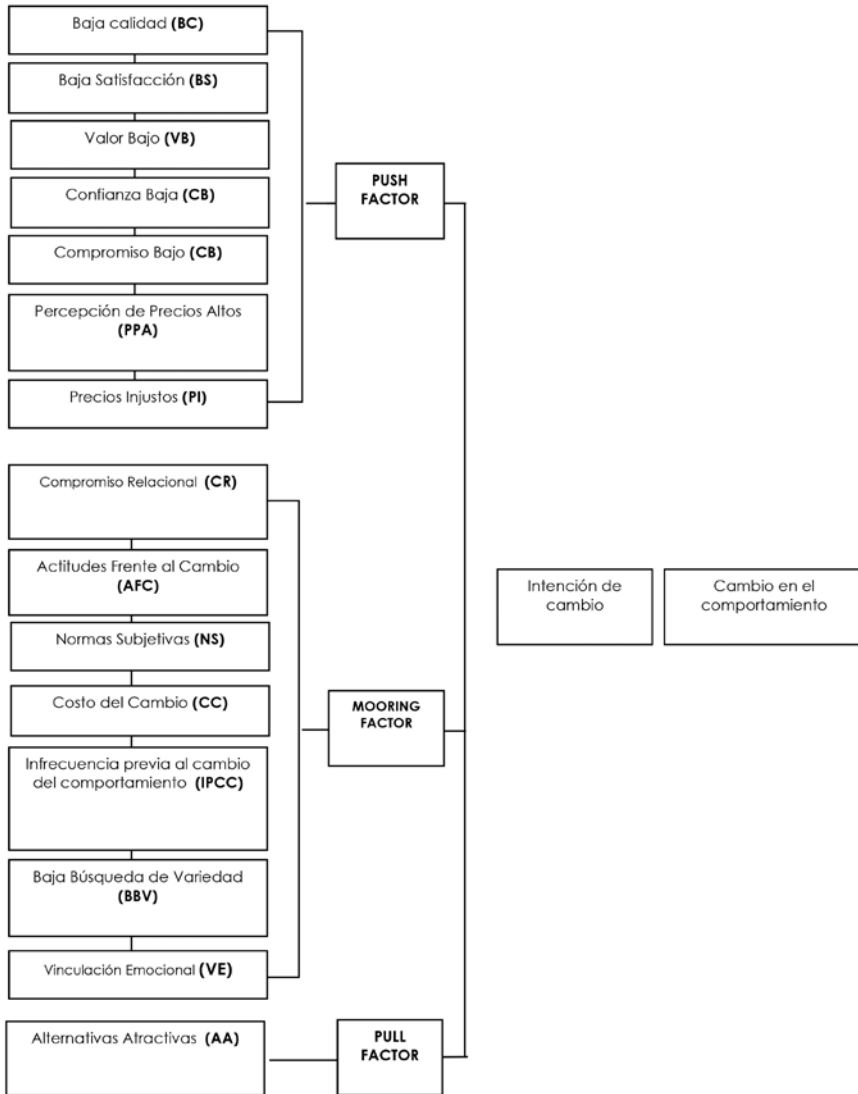 Baja calidad (BC)
Baja Satisfacción (BS)
Valor Bajo (VB)
Confianza Baja (CB)
Compromiso Bajo (CB)
Percepción de Precios Altos
(PPA)
Precios Injustos (PI)
PUSH
FACTOR
Compromiso Relacional (CR)
Actitudes Frente al Cambio
(AFC)
Normas Subjetivas (NS)
Costo del Cambio (CC)
Infrecuencia previa al cambio
del comportamiento (IPCC)
Baja Búsqueda de Variedad
(BBV)
Vinculación Emocional (VE)
MOORING
FACTOR
Alternativas Atractivas (AA)
PULL
FACTOR
Intención de
cambio
Cambio en el
comportamiento